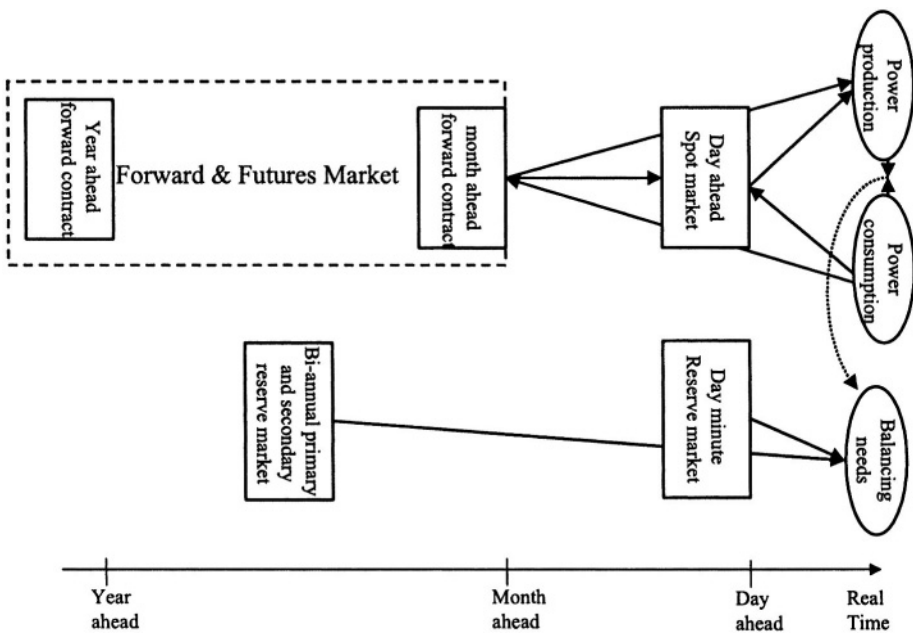 Power
production
Power
consumption
Balancing
needs
Day ahead
Spot market
Day minute
Reserve market
month ahead
forward contract
Forward & Futures Market
Year ahead
forward contract
Bi-annual primary
and secondary
reserve market
Year
ahead
Month
ahead
Day
ahead
Real
Time